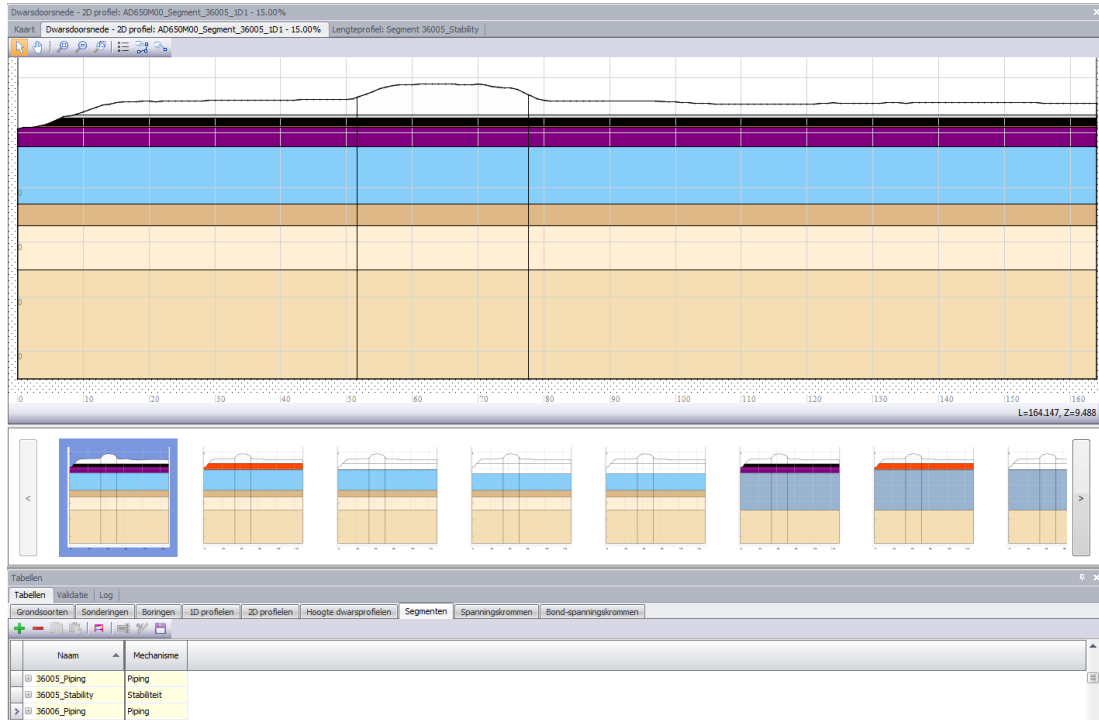 Dwarsdoorsnede - 2D profiel: AD650M00_Segment_36005_1D1 - 15.00%
Kaart Dwarsdoorsnede - 2D profiel: AD650M00_Segment_36005_1D1 - 15.00% Lengteprofiel: Segment 36005_Stability
0 10 20 30 40 50 60 70 80 90 100 110 120 130 140 150 160
L=164.147, Z=9.488
< >
Tabellen
Tabellen Validatie Log
Grondsoorten Sonderingen Boringen 1D profielen 2D profielen Hoogte dwarsprofielen Segmenten Spanningskrommen Bond-spanningskrommen
Naam Mechanisme
36005_Piping Piping
36005_Stability Stabiliteit
36006_Piping Piping